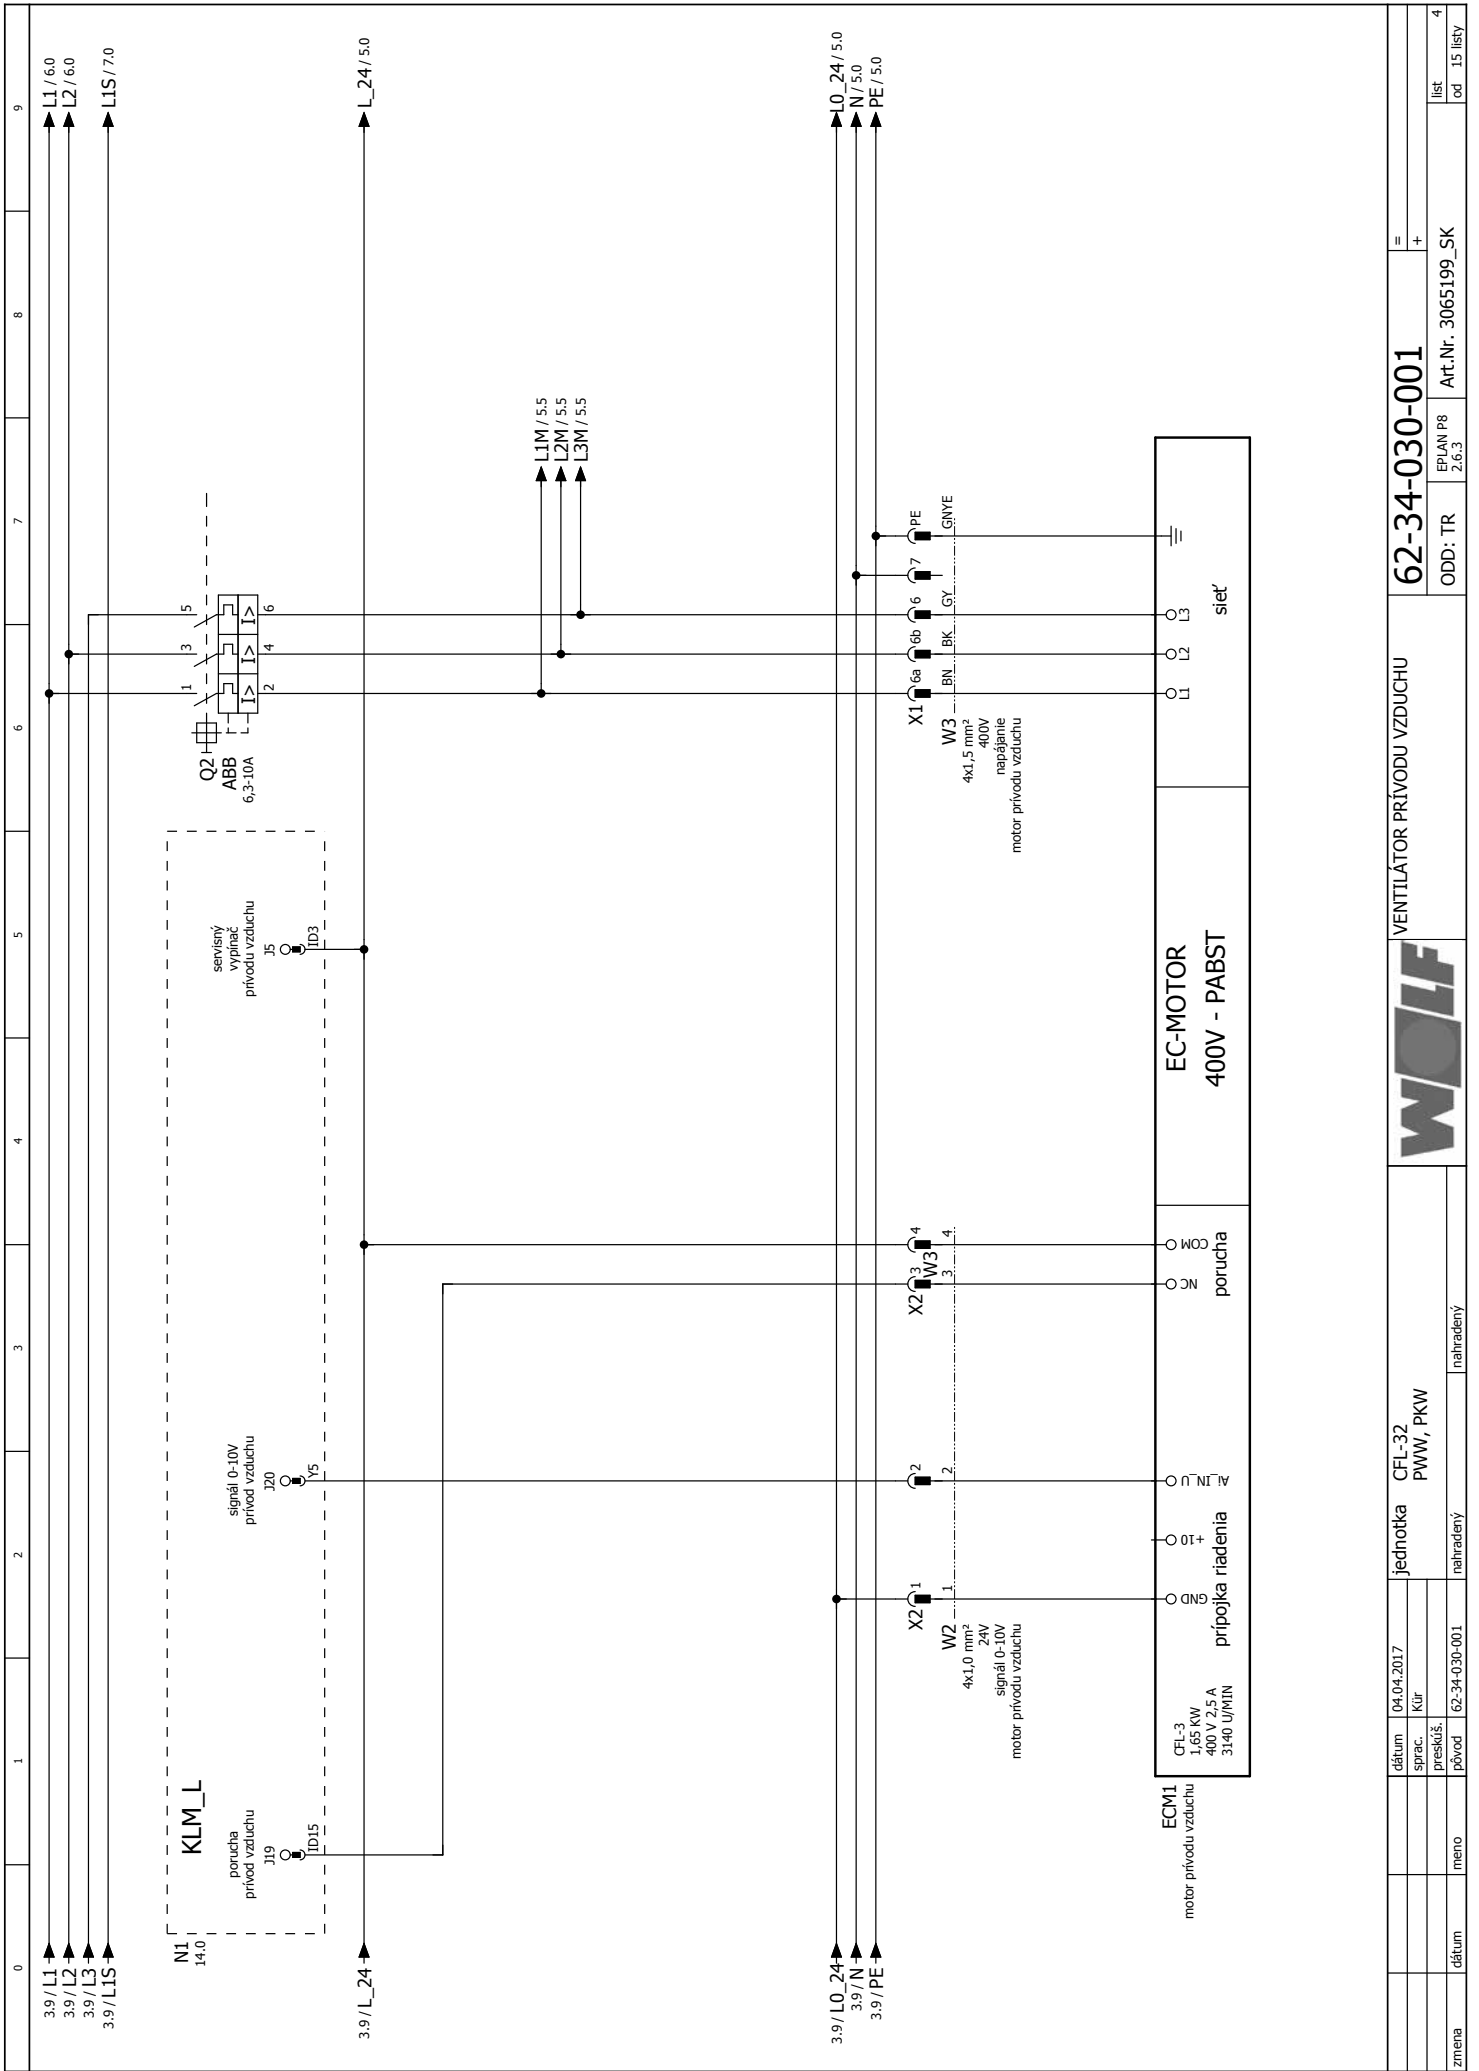 0 1 2 3 4 5 6 7 8 9
3.9 / L1
3.9 / L2
3.9 / L3
3.9 / L1S
L1 / 6.0
L2 / 6.0
L1S / 7.0
N1
14.0
KLM_L
porucha
prívod vzduchu
J19
ID15
signál 0-10V
prívod vzduchu
J20
Y5
servisný
vypínač
prívodu vzduchu
J5
ID3
Q2
ABB
6,3-10A
1 3 5
I> I> I>
2 4 6
3.9 / L_24
L_24 / 5.0
L1M / 5.5
L2M / 5.5
L3M / 5.5
3.9 / L0_24
3.9 / N
3.9 / PE
L0_24 / 5.0
N / 5.0
PE / 5.0
X2 1
2
X2 3
W3
4
X1 6a 6b 6 7 PE
W2
4x1,0 mm²
24V
signál 0-10V
motor prívodu vzduchu
1 2 3 4
W3
4x1,5 mm²
400V
napájanie
motor prívodu vzduchu
BN BK GY GNYE
ECM1
motor prívodu vzduchu
CFL-3
1,65 KW
400 V 2,5 A
3140 U/MIN
GND +10 Ai_IN_U
prípojka riadenia
NC COM
porucha
EC-MOTOR
400V - PABST
L1 L2 L3
sieť
zmena
dátum
meno
dátum 04.04.2017
sprac. Kür
preskúš.
pôvod 62-34-030-001
jednotka CFL-32
PWW, PKW
nahradený
nahradený
WOLF
VENTILÁTOR PRÍVODU VZDUCHU
62-34-030-001
=
+
ODD: TR
EPLAN P8
2.6.3
Art.Nr. 3065199_SK
list 4
od 15 listy